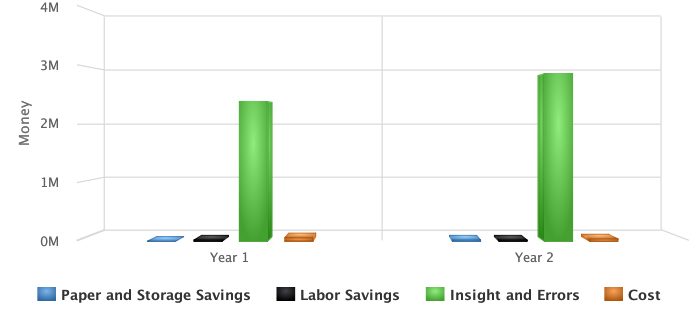 4M
3M
2M
1M
0M
Money
Year 1
Year 2
Paper and Storage Savings
Labor Savings
Insight and Errors
Cost